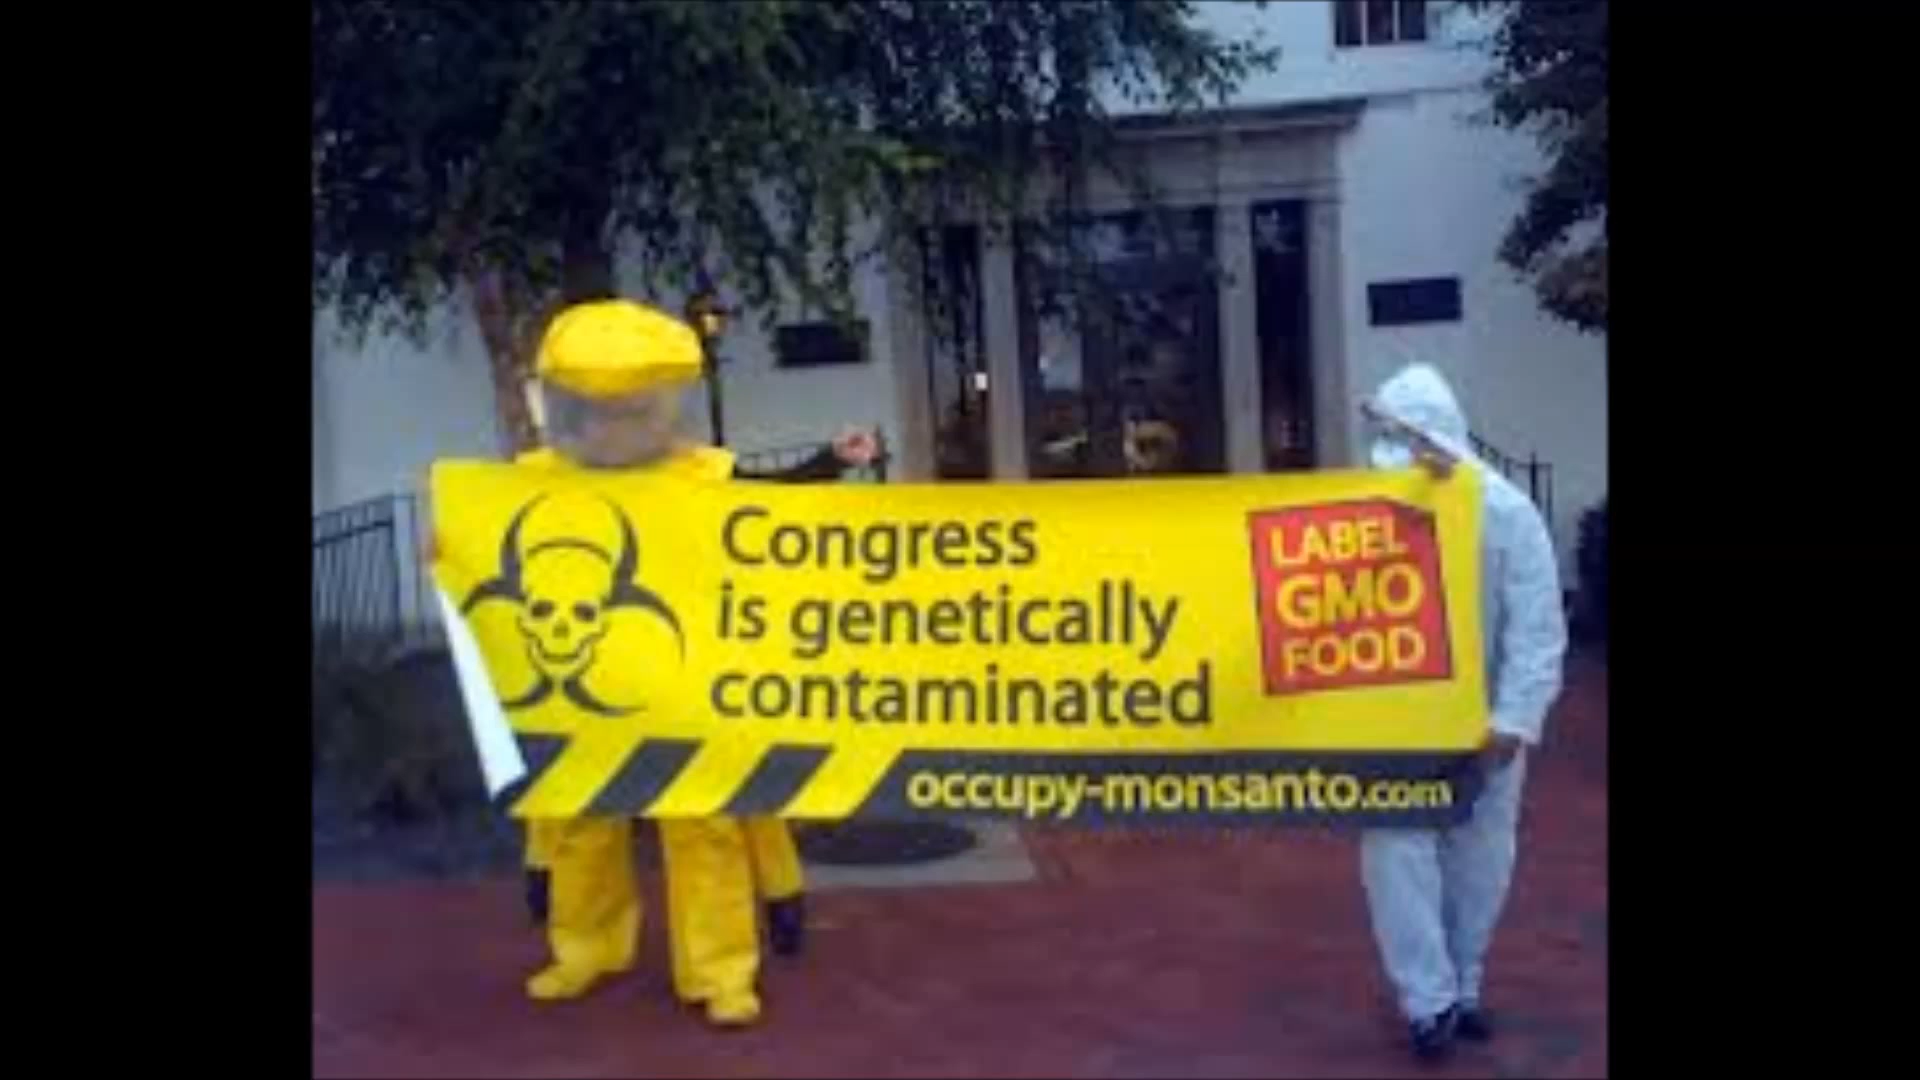 Congress
is genetically
contaminated
LABEL
GMO
FOOD
occupy-monsanto.com